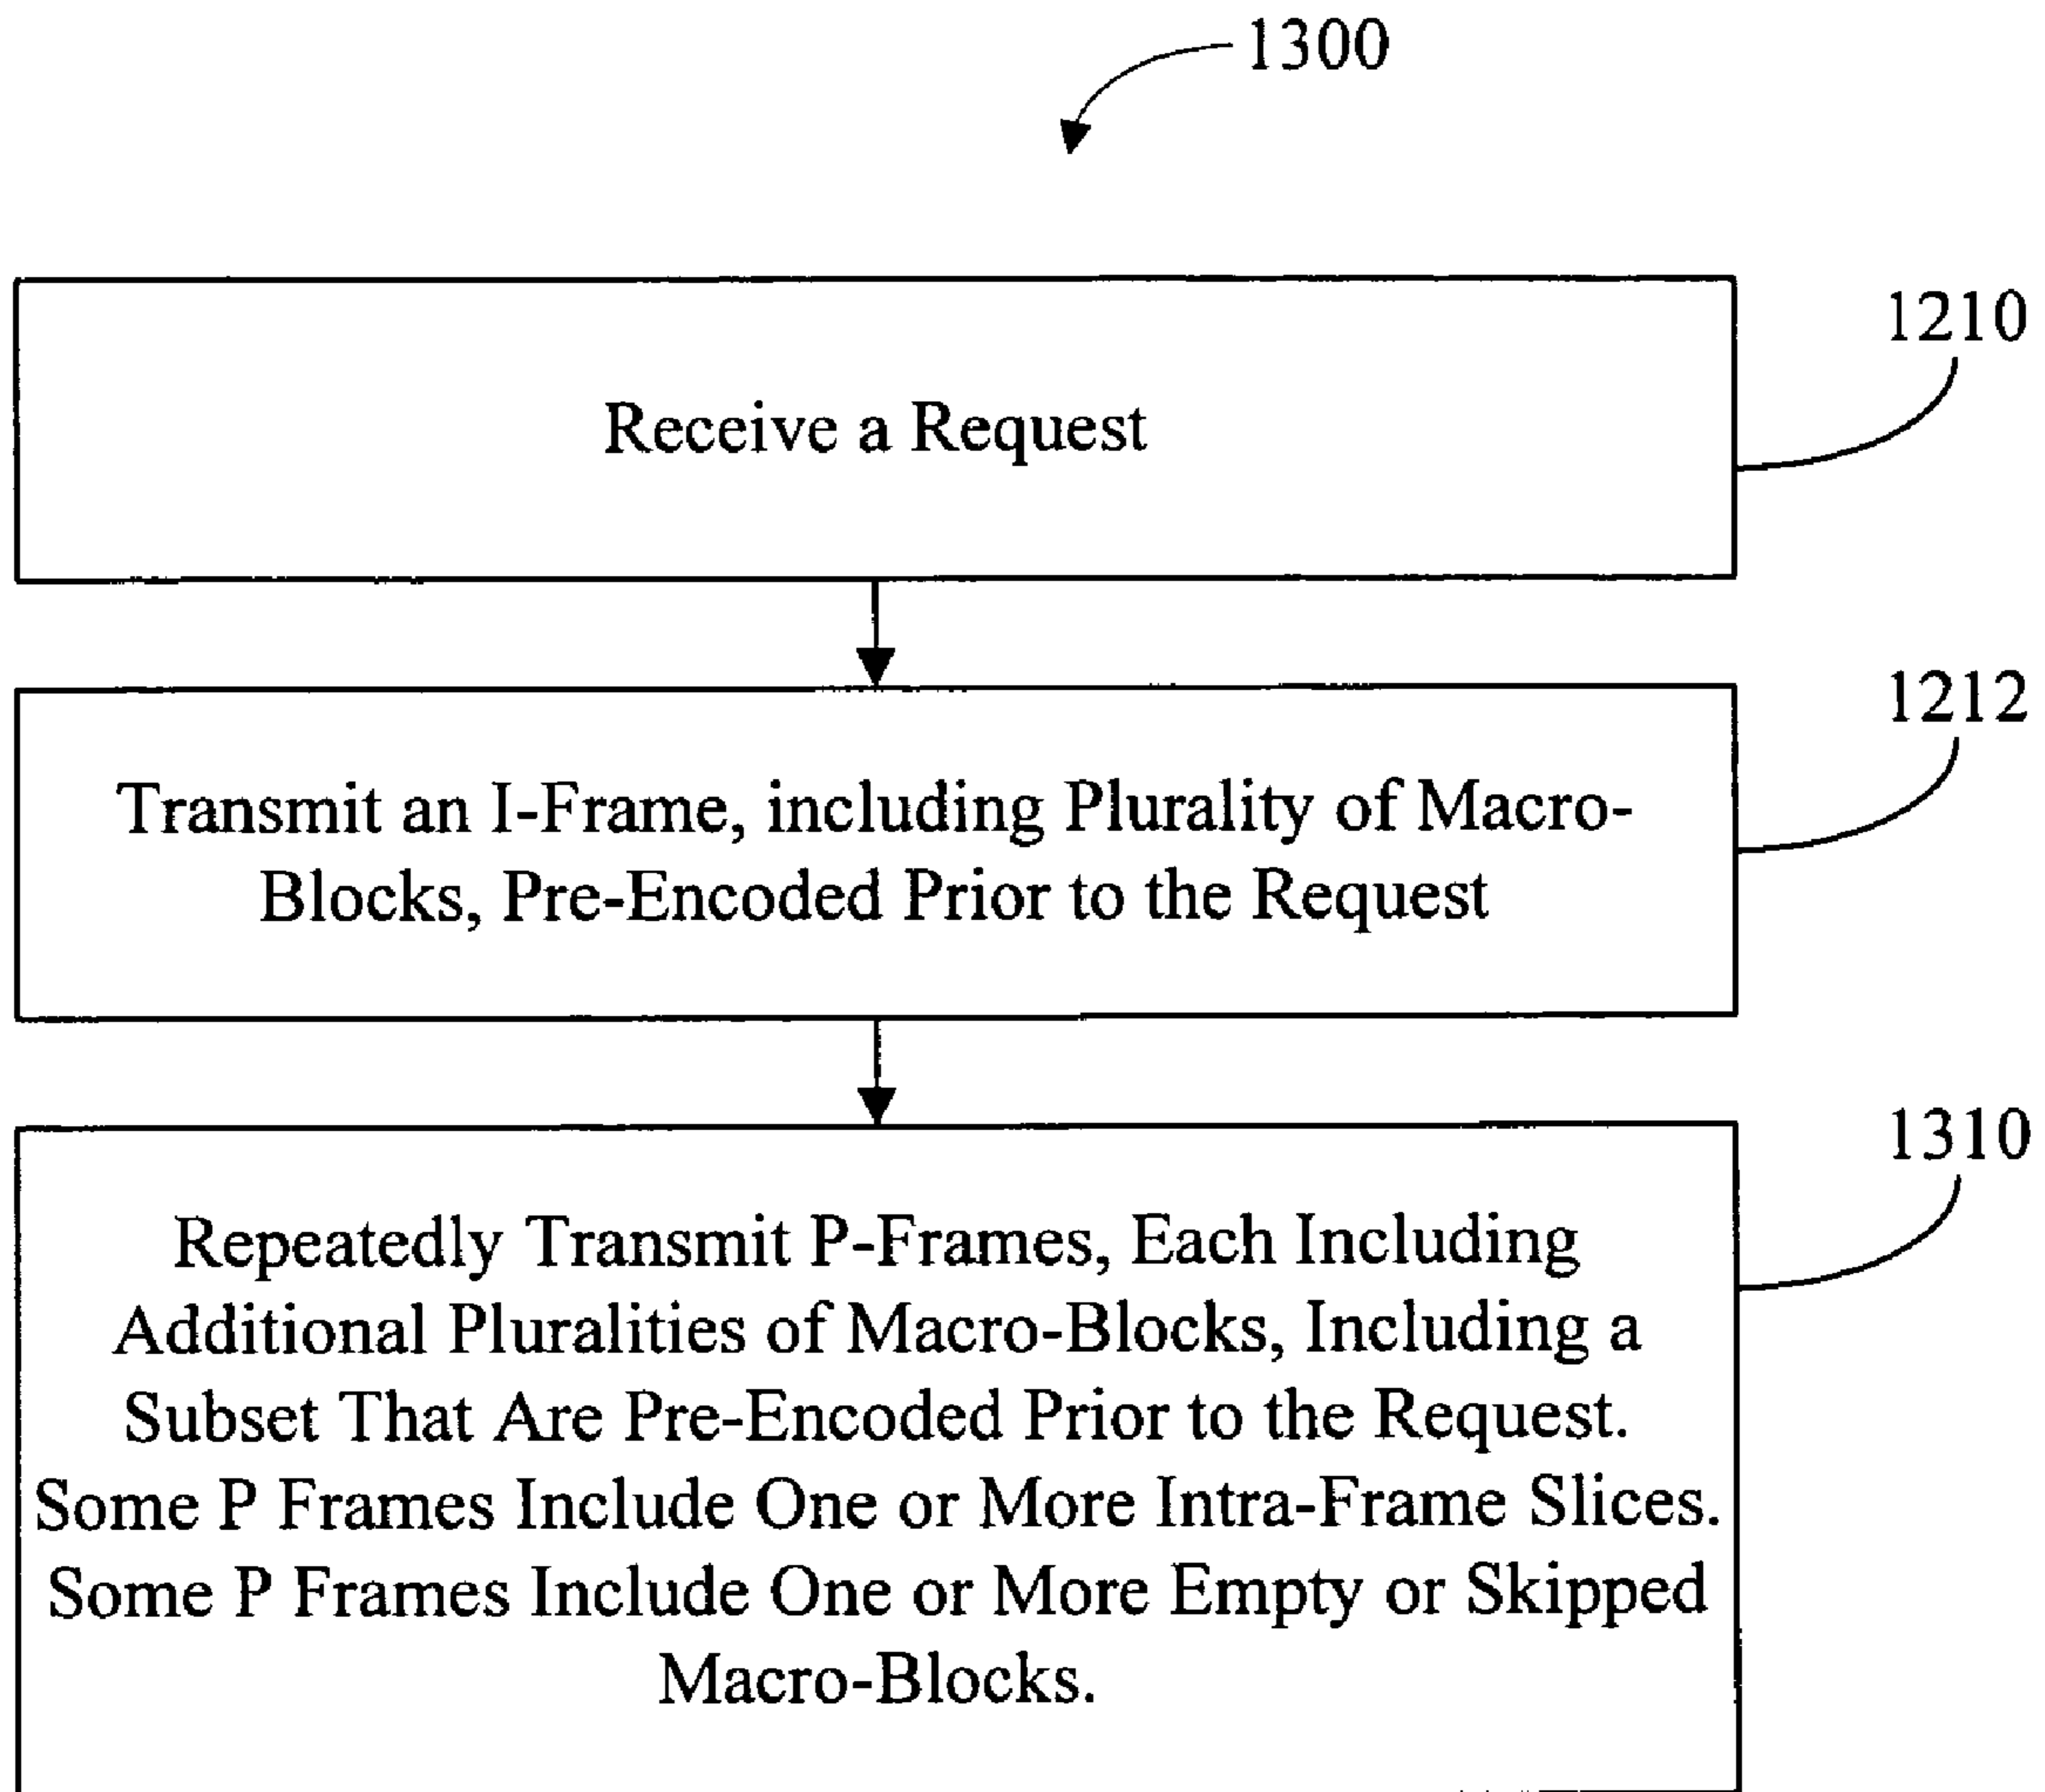 1300
1210
Receive a Request
1212
Transmit an I-Frame, including Plurality of Macro-
Blocks, Pre-Encoded Prior to the Request
1310
Repeatedly Transmit P-Frames, Each Including
Additional Pluralities of Macro-Blocks, Including a
Subset That Are Pre-Encoded Prior to the Request.
Some P Frames Include One or More Intra-Frame Slices.
Some P Frames Include One or More Empty or Skipped
Macro-Blocks.